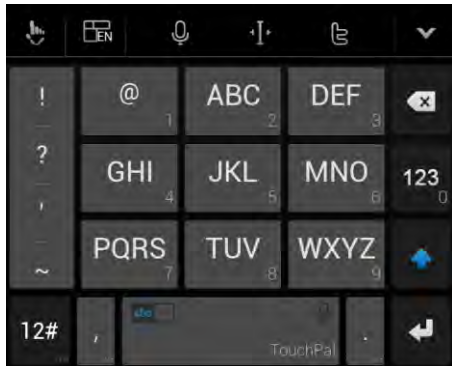 EN
! @ 1 ABC 2 DEF 3
? GHI 4 JKL 5 MNO 6 123 0
,
~ PQRS 7 TUV 8 WXYZ 9
12# , abc TouchPal .